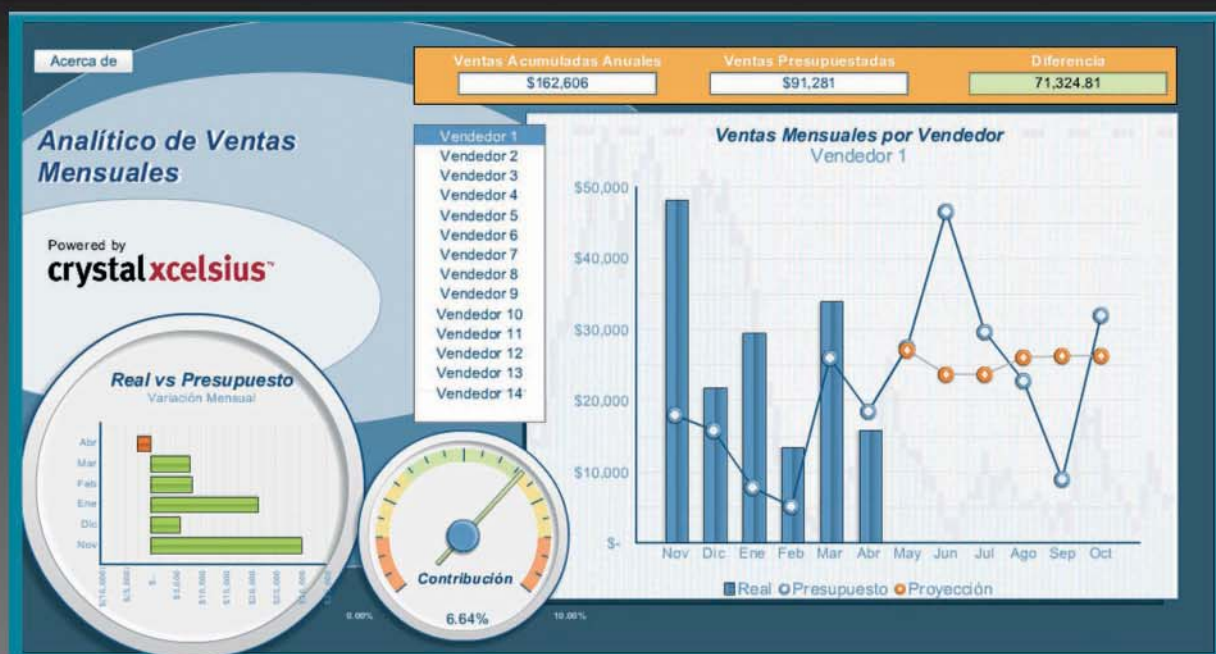 Acerca de
Ventas Acumuladas Anuales
Ventas Presupuestadas
Diferencia
$162,606
$91,281
71,324.81
Analítico de Ventas
Mensuales
Powered by
crystalxcelsius™
Vendedor 1
Vendedor 2
Vendedor 3
Vendedor 4
Vendedor 5
Vendedor 6
Vendedor 7
Vendedor 8
Vendedor 9
Vendedor 10
Vendedor 11
Vendedor 12
Vendedor 13
Vendedor 14
Ventas Mensuales por Vendedor
Vendedor 1
$50,000
$40,000
$30,000
$20,000
$10,000
$-
Nov Dic Ene Feb Mar Abr May Jun Jul Ago Sep Oct
Real Presupuesto Proyección
Real vs Presupuesto
Variación Mensual
Abr
Mar
Feb
Ene
Dic
Nov
Contribución
6.64%
0.00%
10.00%